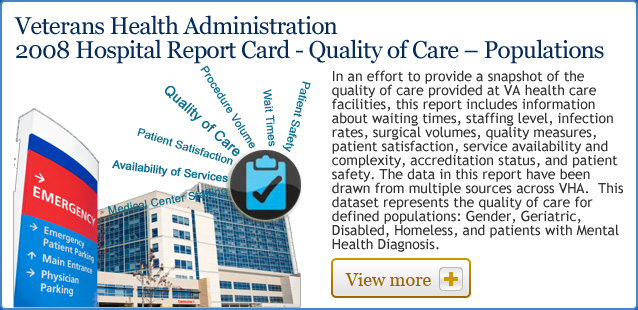 Veterans Health Administration
2008 Hospital Report Card - Quality of Care – Populations
In an effort to provide a snapshot of the
quality of care provided at VA health care
facilities, this report includes information
about waiting times, staffing level, infection
rates, surgical volumes, quality measures,
patient satisfaction, service availability and
complexity, accreditation status, and patient
safety. The data in this report have been
drawn from multiple sources across VHA.  This
dataset represents the quality of care for
defined populations: Gender, Geriatric,
Disabled, Homeless, and patients with Mental
Health Diagnosis.
View more +
Patient Safety
Wait Times
Procedure Volume
Quality of Care
Patient Satisfaction
Availability of Services
Medical Center
→
EMERGENCY
→ Emergency
Patient Parking
↑ Main Entrance
→ Physician
Parking